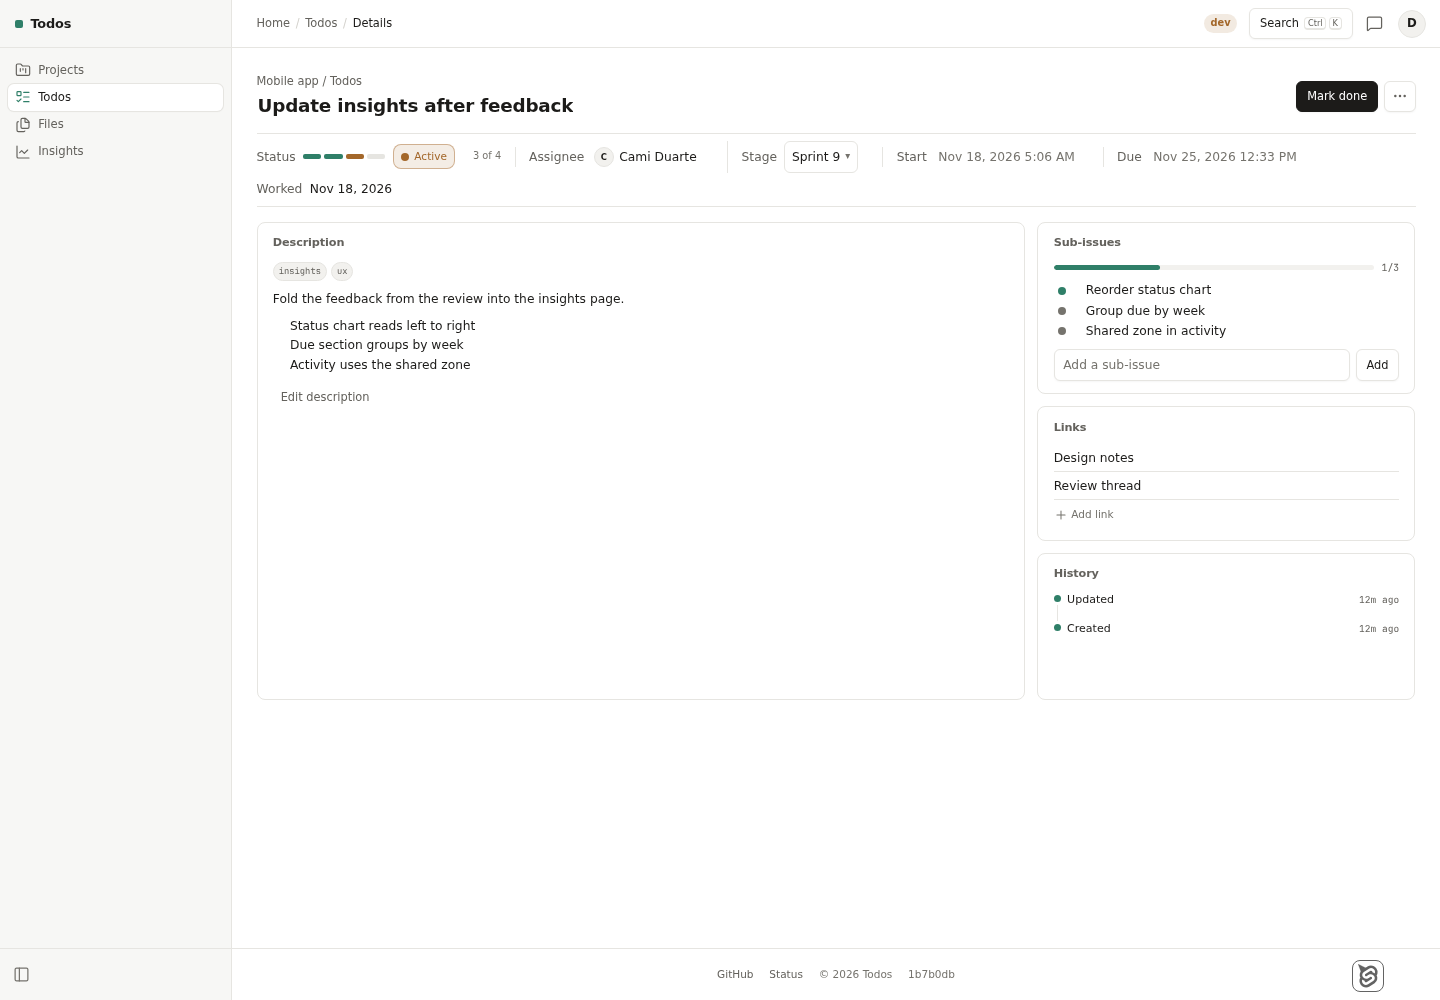 Todos
Projects
Todos
Files
Insights
Home / Todos / Details
dev
Search Ctrl K
D
Mobile app / Todos
Update insights after feedback
Mark done
Status Active 3 of 4 Assignee C Cami Duarte Stage Sprint 9 Start Nov 18, 2026 5:06 AM Due Nov 25, 2026 12:33 PM
Worked Nov 18, 2026
Description
insights ux
Fold the feedback from the review into the insights page.
Status chart reads left to right
Due section groups by week
Activity uses the shared zone
Edit description
Sub-issues
1/3
Reorder status chart
Group due by week
Shared zone in activity
Add a sub-issue Add
Links
Design notes
Review thread
Add link
History
Updated 12m ago
Created 12m ago
GitHub Status © 2026 Todos 1b7b0db